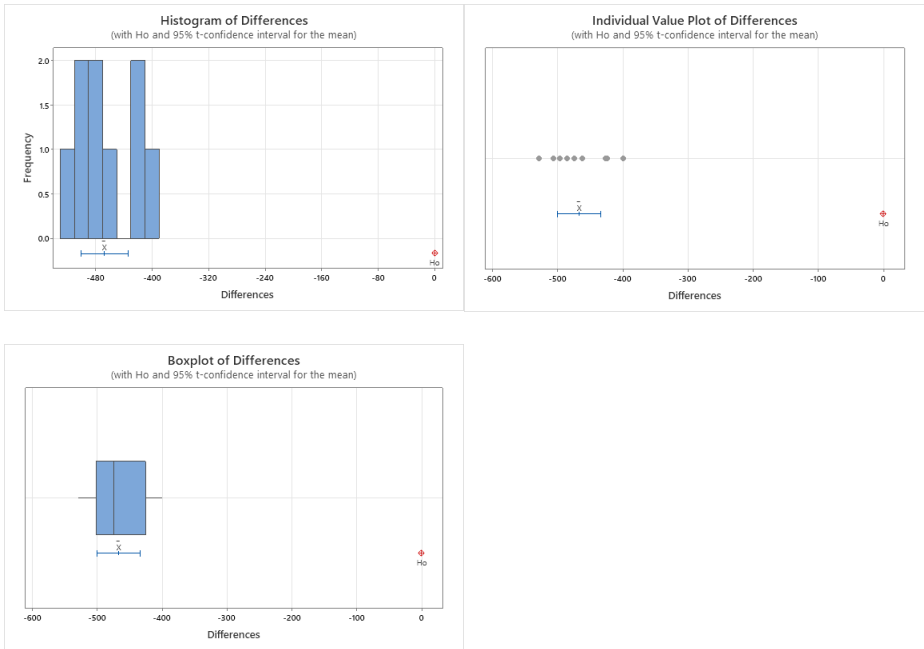 Histogram of Differences
(with Ho and 95% t-confidence interval for the mean)
2.0
1.5
1.0
0.5
0.0
Frequency
X̄
Ho
-480 -400 -320 -240 -160 -80 0
Differences
Individual Value Plot of Differences
(with Ho and 95% t-confidence interval for the mean)
X̄
Ho
-600 -500 -400 -300 -200 -100 0
Differences
Boxplot of Differences
(with Ho and 95% t-confidence interval for the mean)
X̄
Ho
-600 -500 -400 -300 -200 -100 0
Differences